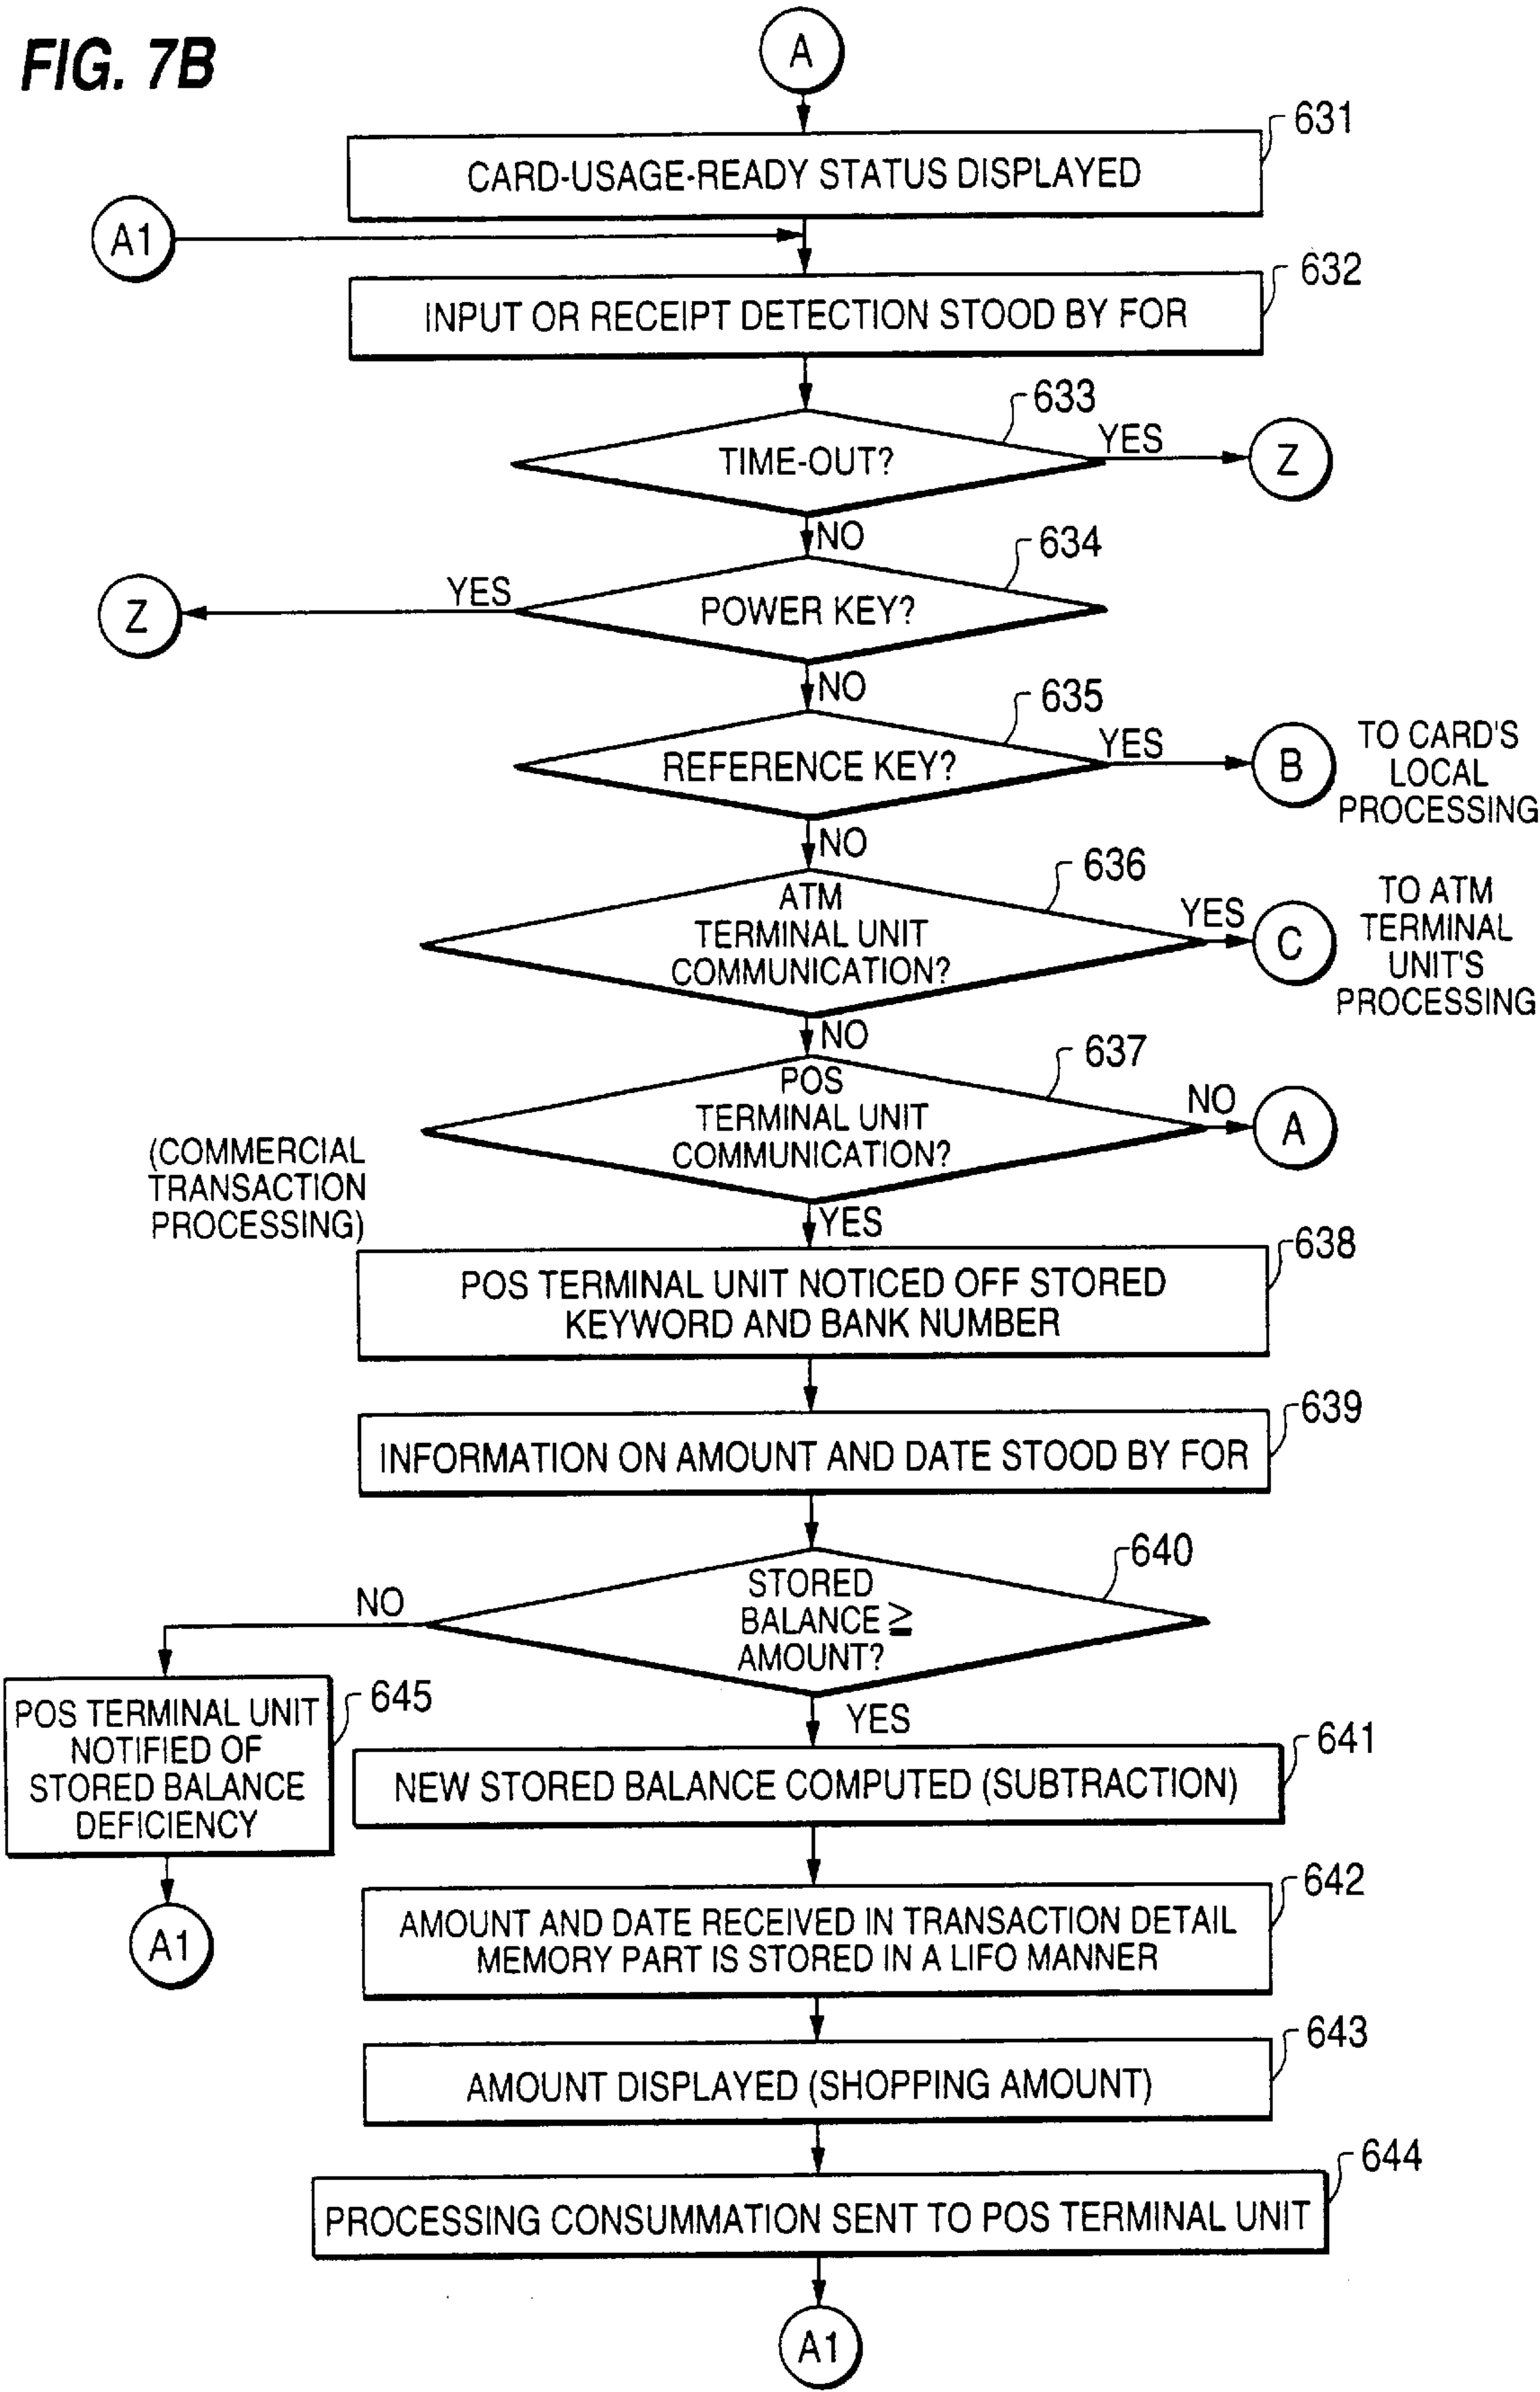 FIG. 7B
A
631
CARD-USAGE-READY STATUS DISPLAYED
A1
632
INPUT OR RECEIPT DETECTION STOOD BY FOR
633
TIME-OUT?
YES
Z
NO
634
POWER KEY?
YES
Z
NO
635
REFERENCE KEY?
YES
B
TO CARD'S
LOCAL
PROCESSING
NO
636
ATM
TERMINAL UNIT
COMMUNICATION?
YES
C
TO ATM
TERMINAL
UNIT'S
PROCESSING
NO
637
POS
TERMINAL UNIT
COMMUNICATION?
NO
A
(COMMERCIAL
TRANSACTION
PROCESSING)
YES
638
POS TERMINAL UNIT NOTICED OFF STORED
KEYWORD AND BANK NUMBER
639
INFORMATION ON AMOUNT AND DATE STOOD BY FOR
640
STORED
BALANCE ≧
AMOUNT?
NO
645
POS TERMINAL UNIT
NOTIFIED OF
STORED BALANCE
DEFICIENCY
A1
YES
641
NEW STORED BALANCE COMPUTED (SUBTRACTION)
642
AMOUNT AND DATE RECEIVED IN TRANSACTION DETAIL
MEMORY PART IS STORED IN A LIFO MANNER
643
AMOUNT DISPLAYED (SHOPPING AMOUNT)
644
PROCESSING CONSUMMATION SENT TO POS TERMINAL UNIT
A1